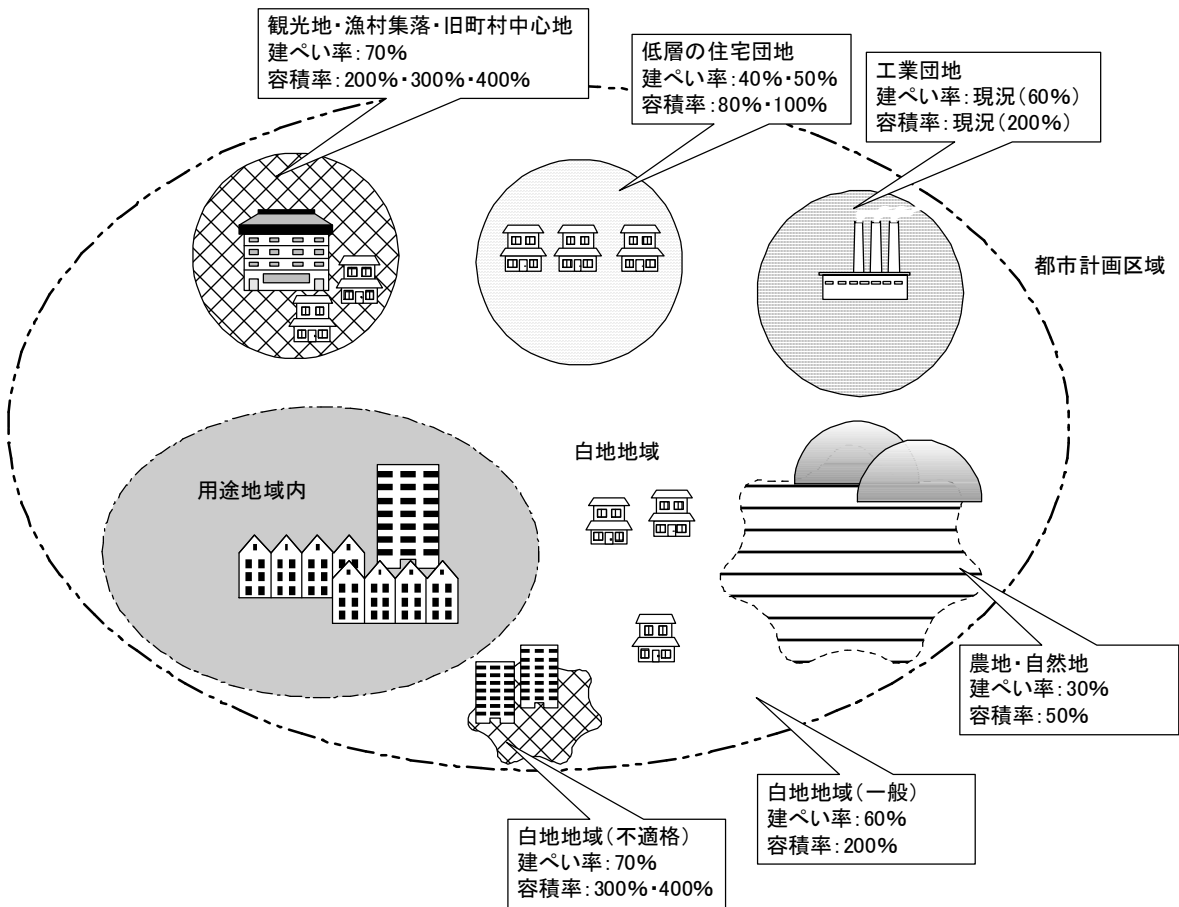 観光地・漁村集落・旧町村中心地
建ぺい率：70％
容積率：200％・300％・400％
低層の住宅団地
建ぺい率：40％・50％
容積率：80％・100％
工業団地
建ぺい率：現況（60％）
容積率：現況（200％）
都市計画区域
白地地域
用途地域内
農地・自然地
建ぺい率：30％
容積率：50％
白地地域（一般）
建ぺい率：60％
容積率：200％
白地地域（不適格）
建ぺい率：70％
容積率：300％・400％